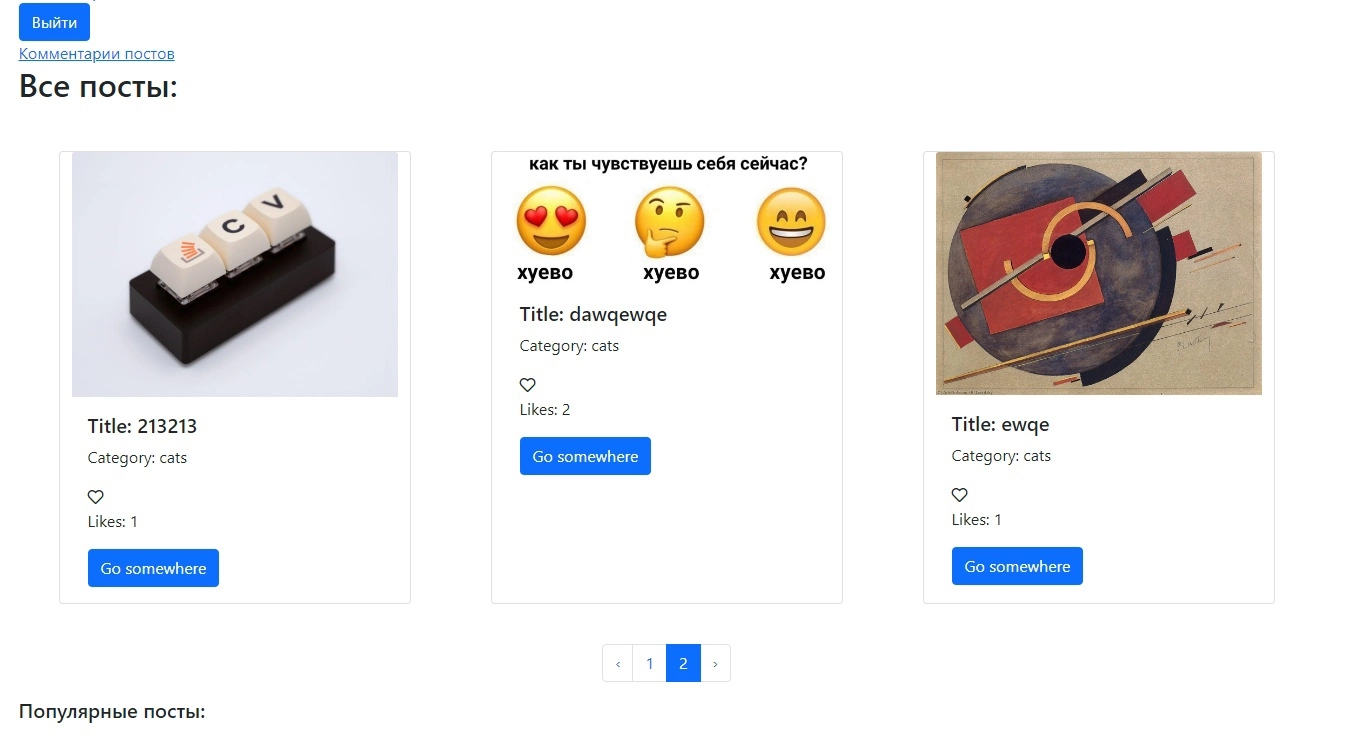 Выйти
Комментарии постов
Все посты:
C
V
Title: 213213
Category: cats
Likes: 1
Go somewhere
как ты чувствуешь себя сейчас?
хуево хуево хуево
Title: dawqewqe
Category: cats
Likes: 2
Go somewhere
Title: ewqe
Category: cats
Likes: 1
Go somewhere
‹ 1 2 ›
Популярные посты: